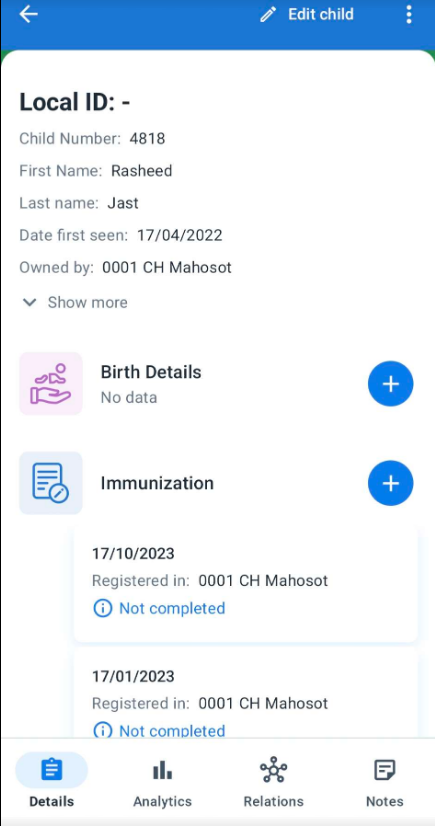 Edit child
Local ID: -
Child Number: 4818
First Name: Rasheed
Last name: Jast
Date first seen: 17/04/2022
Owned by: 0001 CH Mahosot
Show more
Birth Details
No data
Immunization
17/10/2023
Registered in: 0001 CH Mahosot
Not completed
17/01/2023
Registered in: 0001 CH Mahosot
Not completed
Details Analytics Relations Notes